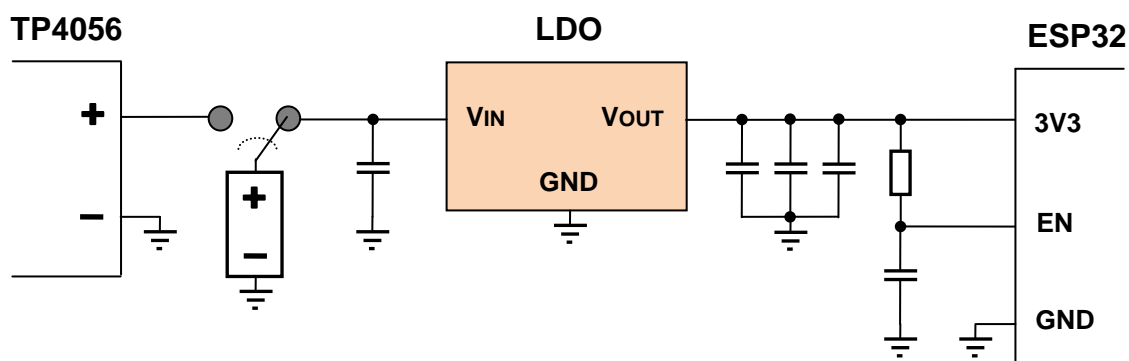 TP4056
LDO
ESP32
+
VIN
VOUT
3V3
GND
+
−
EN
−
GND